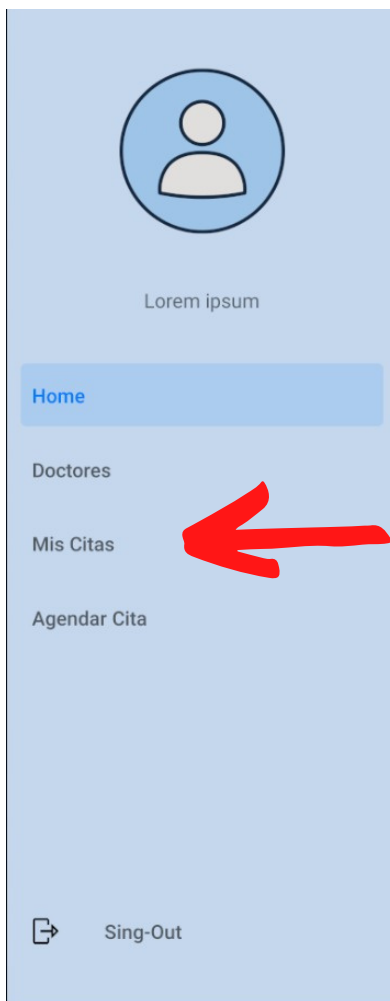 Lorem ipsum
Home
Doctores
Mis Citas
Agendar Cita
Sing-Out